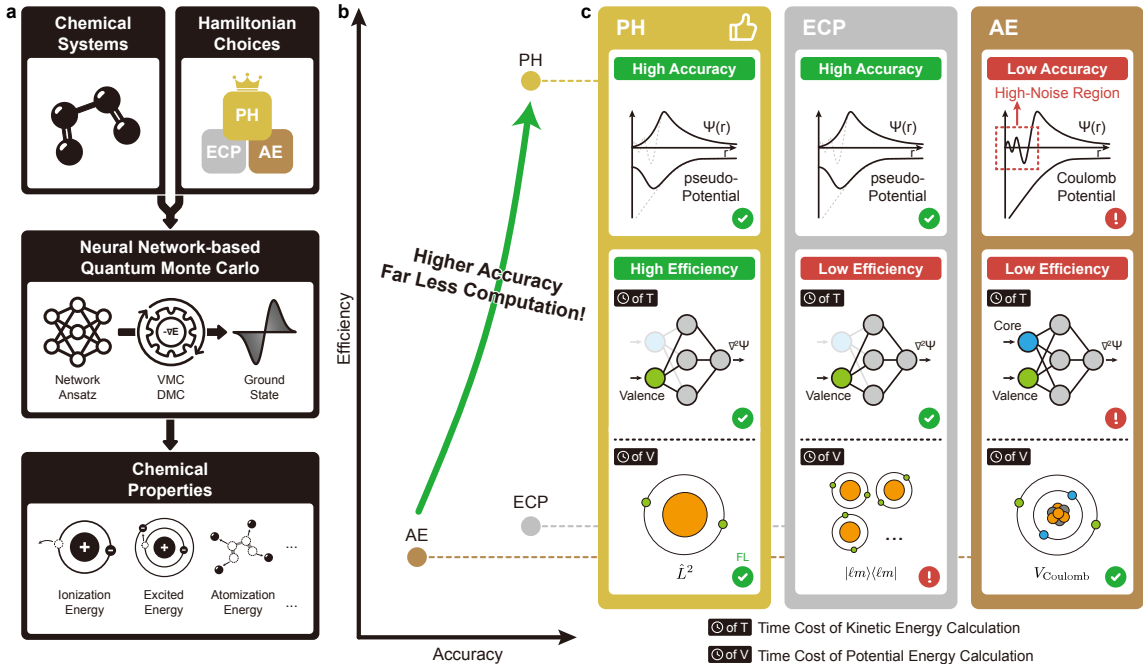 a
Chemical
Systems
Hamiltonian
Choices
PH
ECP
AE
Neural Network-based
Quantum Monte Carlo
-∇E
Network
Ansatz
VMC
DMC
Ground
State
Chemical
Properties
+
-
+
-
-
...
Ionization
Energy
Excited
Energy
Atomization
Energy
...
b
Efficiency
PH
Higher Accuracy
Far Less Computation!
ECP
AE
Accuracy
c
PH
High Accuracy
Ψ(r)
r
pseudo-
Potential
High Efficiency
of T
∇²Ψ
Valence
of V
FL
L̂²
ECP
High Accuracy
Ψ(r)
r
pseudo-
Potential
Low Efficiency
of T
∇²Ψ
Valence
of V
...
|ℓm⟩⟨ℓm|
!
AE
Low Accuracy
High-Noise Region
Ψ(r)
r
Coulomb
Potential
!
Low Efficiency
of T
Core
∇²Ψ
Valence
!
of V
V_Coulomb
of T Time Cost of Kinetic Energy Calculation
of V Time Cost of Potential Energy Calculation